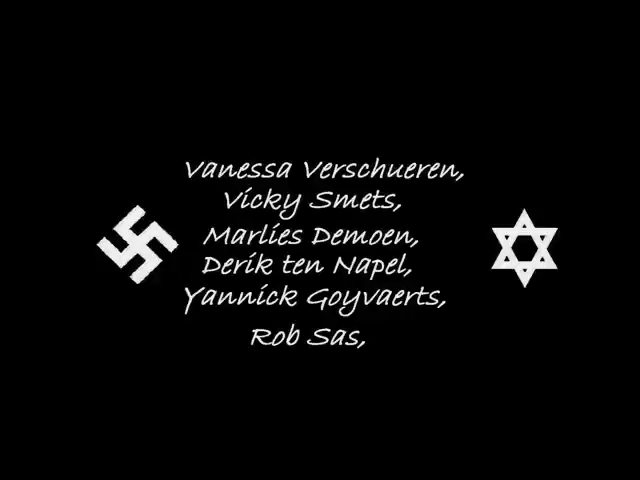 Vanessa Verschueren,
Vicky Smets,
Marlies Demoen,
Derik ten Napel,
Yannick Goyvaerts,
Rob Sas,